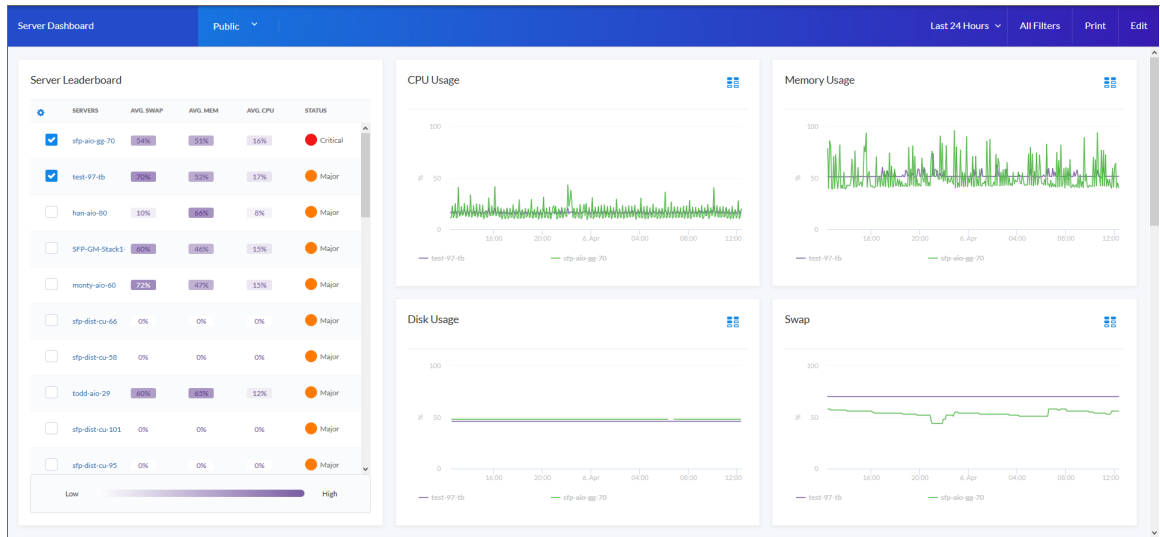 Server Dashboard
Public
Last 24 Hours
All Filters
Print
Edit
Server Leaderboard
SERVERS AVG. SWAP AVG. MEM AVG. CPU STATUS
sfp-aio-gg-70 54% 51% 16% Critical
test-97-tb 70% 52% 17% Major
han-aio-80 10% 66% 8% Major
SFP-GM-Stack1- 60% 46% 15% Major
monty-aio-60 72% 47% 15% Major
sfp-dist-cu-66 0% 0% 0% Major
sfp-dist-cu-58 0% 0% 0% Major
todd-aio-29 60% 65% 12% Major
sfp-dist-cu-101 0% 0% 0% Major
sfp-dist-cu-95 0% 0% 0% Major
Low High
CPU Usage
100
% 50
0
16:00 20:00 6. Apr 04:00 08:00 12:00
test-97-tb sfp-aio-gg-70
Memory Usage
100
% 50
0
16:00 20:00 6. Apr 04:00 08:00 12:00
test-97-tb sfp-aio-gg-70
Disk Usage
100
% 50
0
16:00 20:00 6. Apr 04:00 08:00 12:00
test-97-tb sfp-aio-gg-70
Swap
100
% 50
0
16:00 20:00 6. Apr 04:00 08:00 12:00
test-97-tb sfp-aio-gg-70